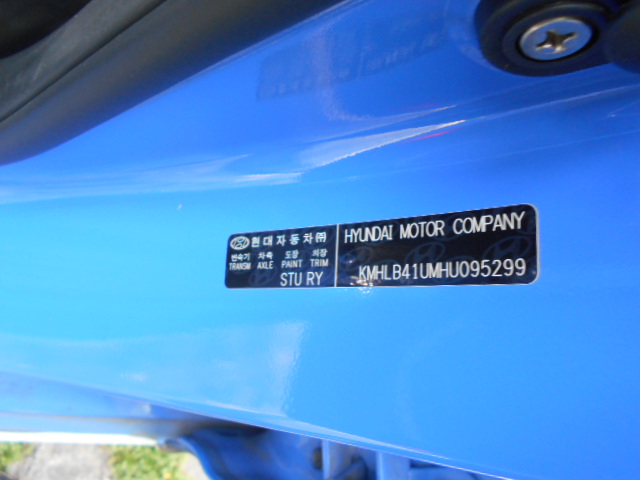 현대자동차㈜
변속기 차축 도장 의장
TRANSM AXLE PAINT TRIM
STU RY
HYUNDAI MOTOR COMPANY
KMHLB41UMHU095299